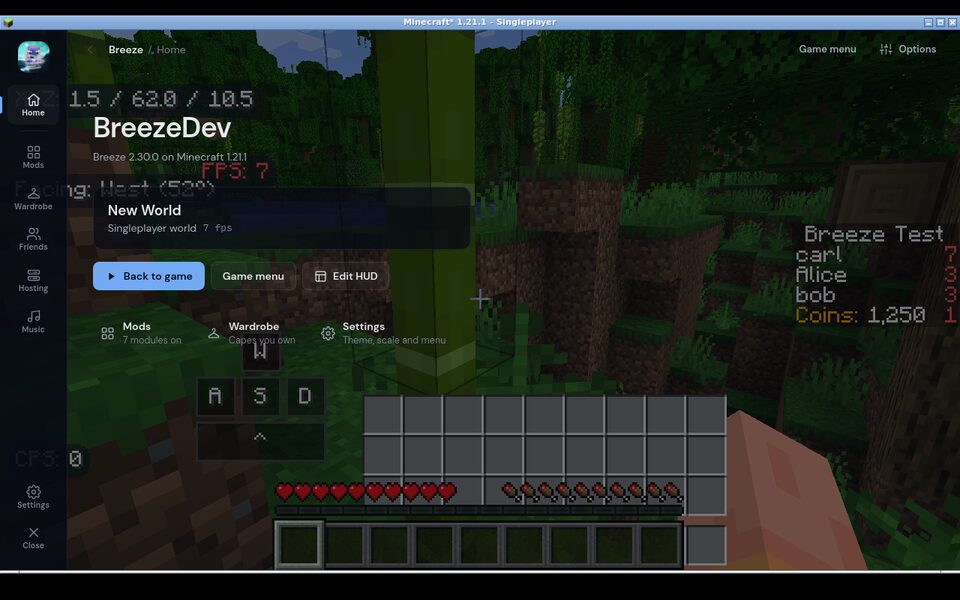 Minecraft* 1.21.1 - Singleplayer
Breeze / Home
Game menu
Options
XYZ: 1.5 / 62.0 / 10.5
Home
BreezeDev
Breeze 2.30.0 on Minecraft 1.21.1
FPS: 7
Mods
Facing: West (529)
Wardrobe
New World
Singleplayer world 7 fps
Friends
Breeze Test
carl 7
Alice 3
bob 3
Coins: 1,250 1
Back to game
Game menu
Edit HUD
Hosting
Music
Mods
7 modules on
Wardrobe
Capes you own
Settings
Theme, scale and menu
W
A S D
^
CPS: 0
Settings
Close